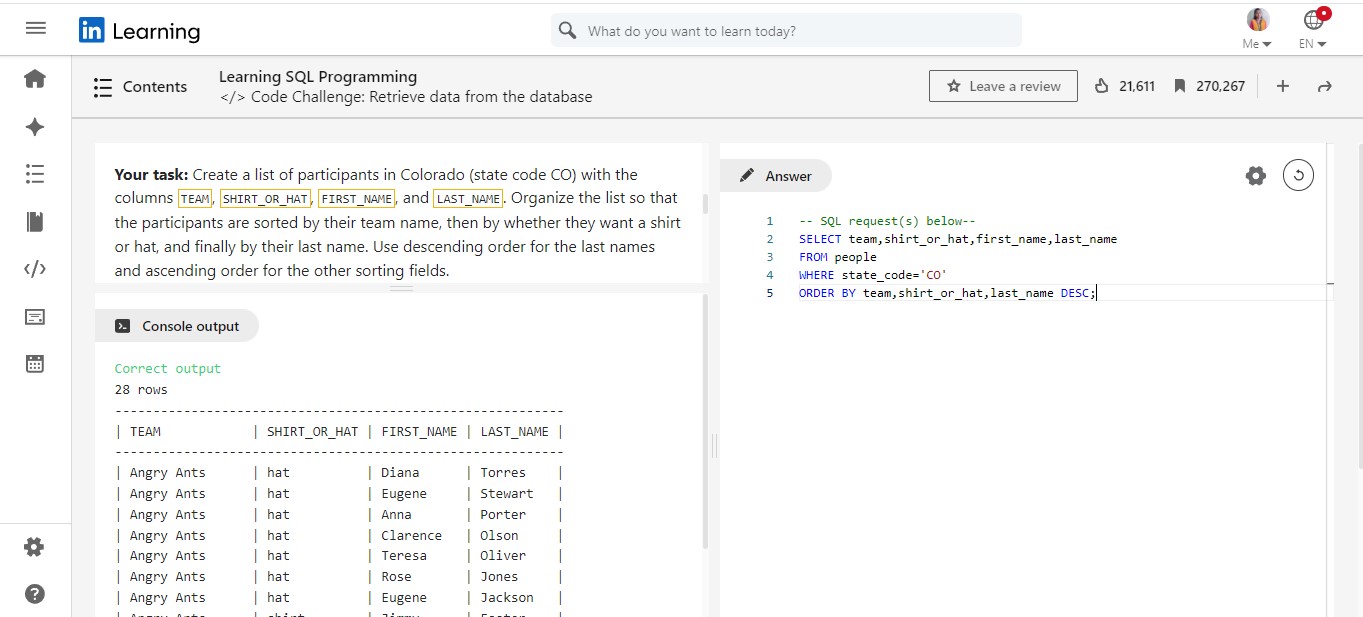 in Learning
What do you want to learn today?
Me
EN
Contents
Learning SQL Programming
</> Code Challenge: Retrieve data from the database
Leave a review
21,611
270,267
Your task: Create a list of participants in Colorado (state code CO) with the
columns TEAM, SHIRT_OR_HAT, FIRST_NAME, and LAST_NAME. Organize the list so that
the participants are sorted by their team name, then by whether they want a shirt
or hat, and finally by their last name. Use descending order for the last names
and ascending order for the other sorting fields.
Console output
Correct output
28 rows
-----------------------------------------------------------
| TEAM | SHIRT_OR_HAT | FIRST_NAME | LAST_NAME |
-----------------------------------------------------------
| Angry Ants | hat | Diana | Torres |
| Angry Ants | hat | Eugene | Stewart |
| Angry Ants | hat | Anna | Porter |
| Angry Ants | hat | Clarence | Olson |
| Angry Ants | hat | Teresa | Oliver |
| Angry Ants | hat | Rose | Jones |
| Angry Ants | hat | Eugene | Jackson |
Answer
1 -- SQL request(s) below--
2 SELECT team,shirt_or_hat,first_name,last_name
3 FROM people
4 WHERE state_code='CO'
5 ORDER BY team,shirt_or_hat,last_name DESC;